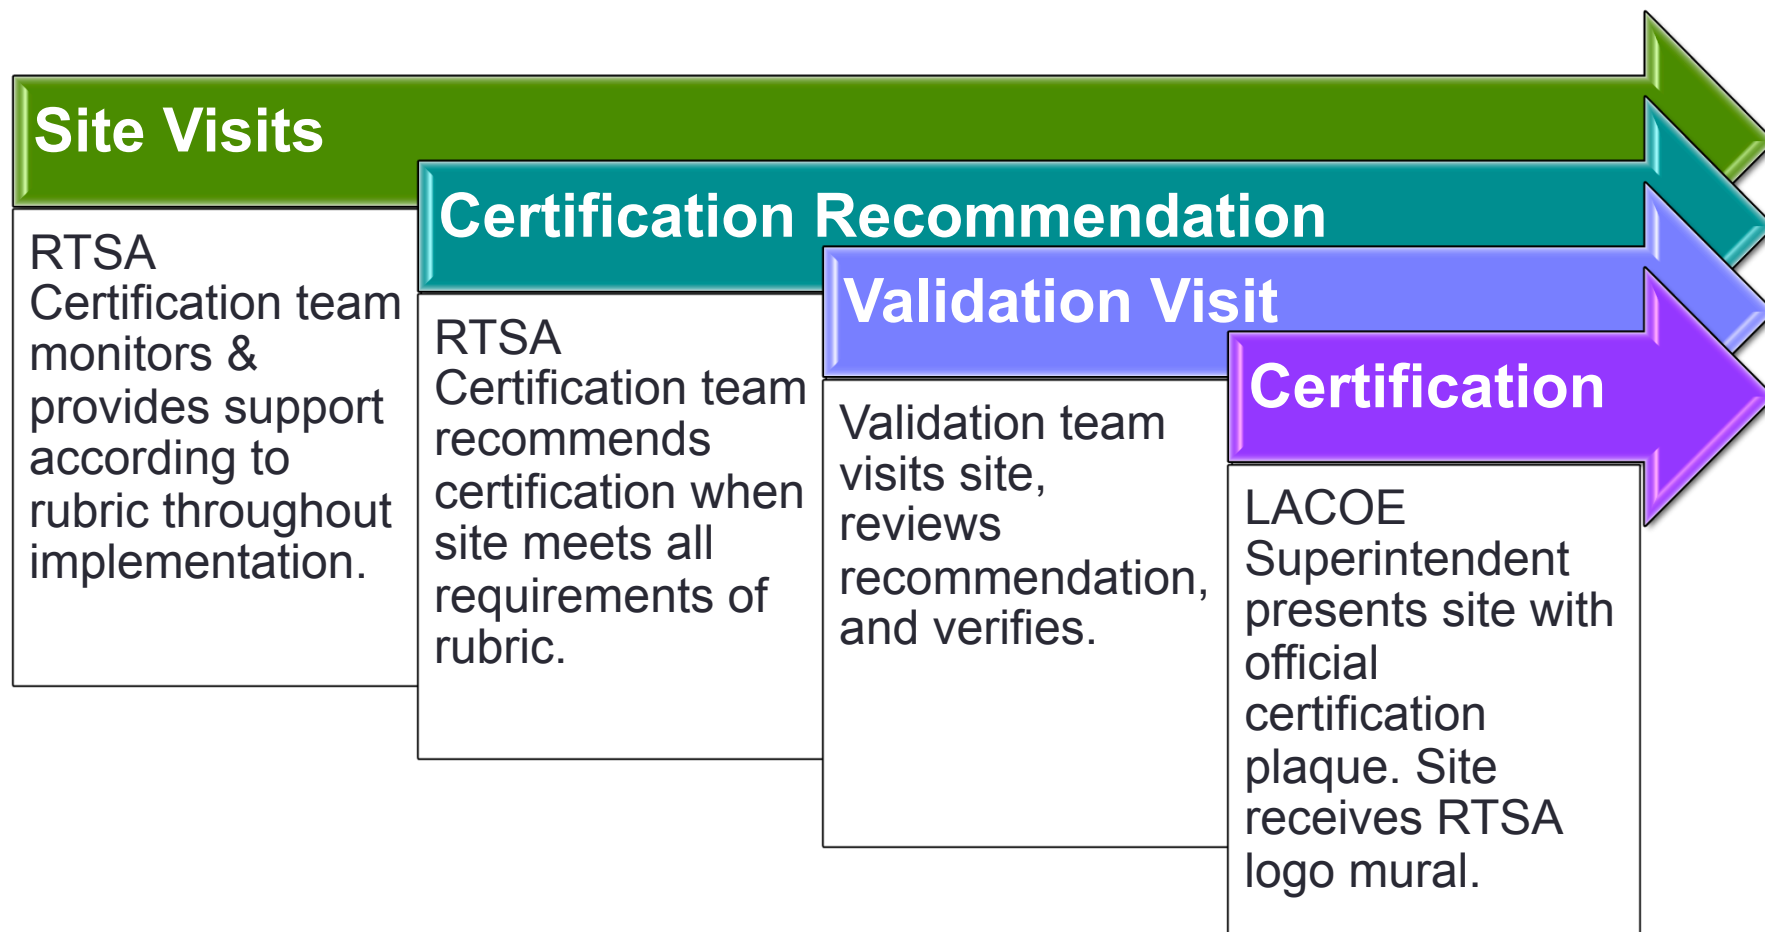 Site Visits
RTSA
Certification team
monitors &
provides support
according to
rubric throughout
implementation.
Certification Recommendation
RTSA
Certification team
recommends
certification when
site meets all
requirements of
rubric.
Validation Visit
Validation team
visits site,
reviews
recommendation,
and verifies.
Certification
LACOE
Superintendent
presents site with
official
certification
plaque. Site
receives RTSA
logo mural.